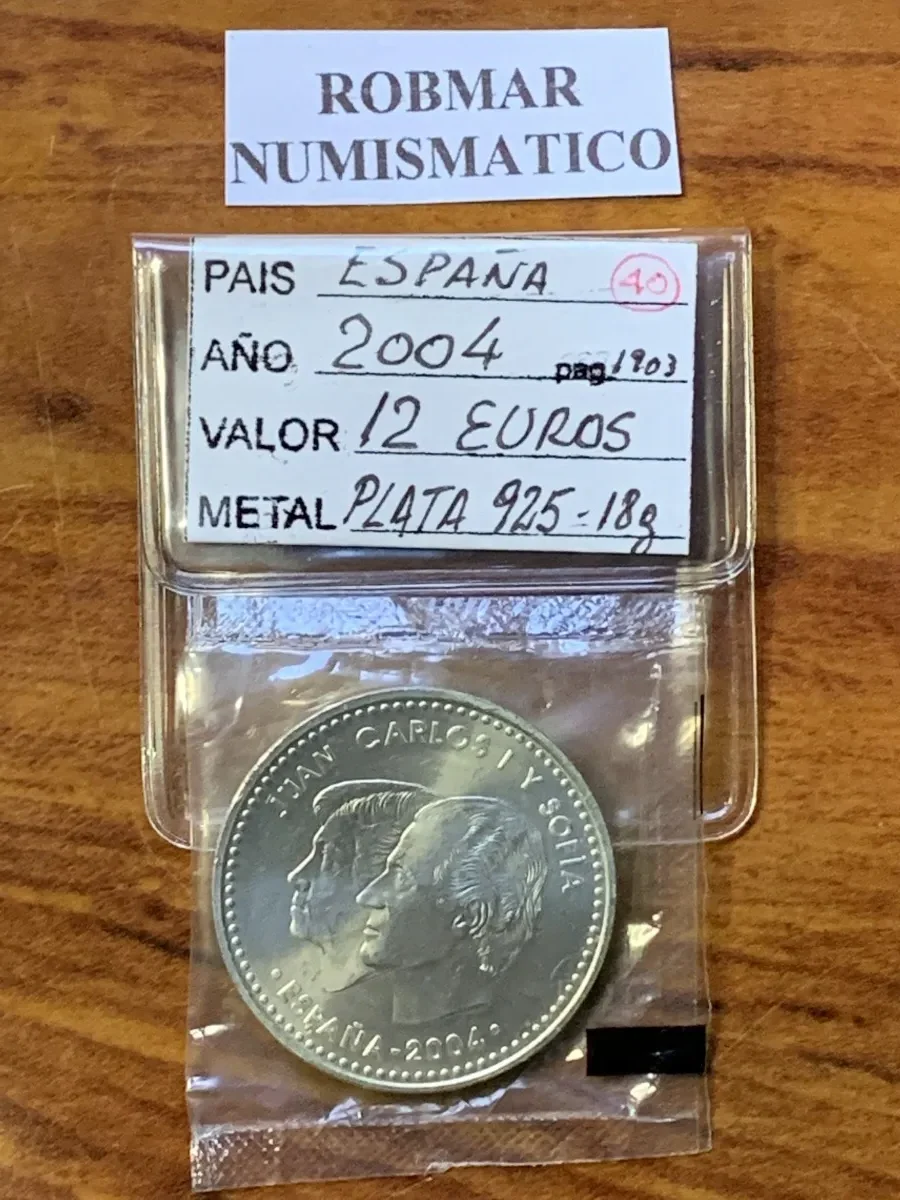 ROBMAR
NUMISMATICO
PAIS ESPAÑA 40
AÑO 2004 pag. 1903
VALOR 12 EUROS
METAL PLATA 925-18g
JUAN CARLOS I Y SOFÍA
ESPAÑA-2004